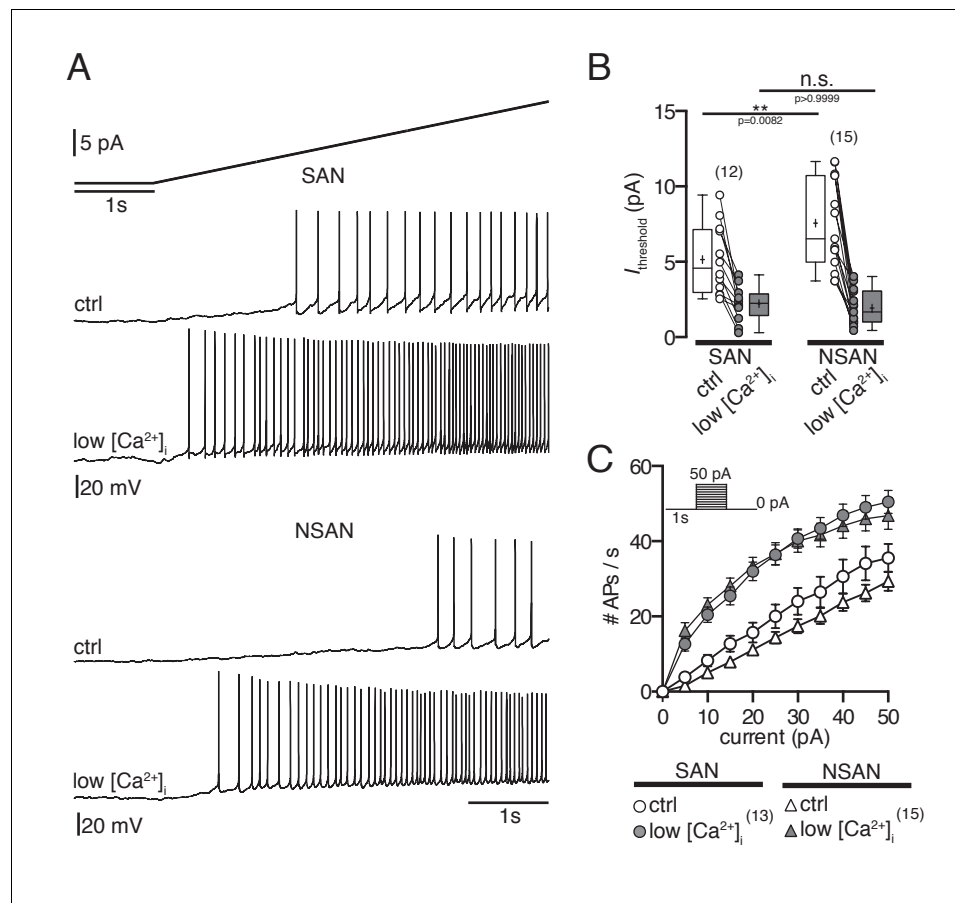 A
5 pA
1s
SAN
ctrl
low [Ca²⁺]ᵢ
20 mV
NSAN
ctrl
low [Ca²⁺]ᵢ
20 mV
1s
B
n.s.
p>0.9999
**
p=0.0082
(12)
(15)
15
10
5
0
Ithreshold (pA)
SAN
NSAN
ctrl
low [Ca²⁺]ᵢ
ctrl
low [Ca²⁺]ᵢ
C
60
40
20
0
# APs / s
50 pA
0 pA
1s
0 10 20 30 40 50
current (pA)
SAN
NSAN
ctrl
low [Ca²⁺]ᵢ (13)
ctrl
low [Ca²⁺]ᵢ (15)